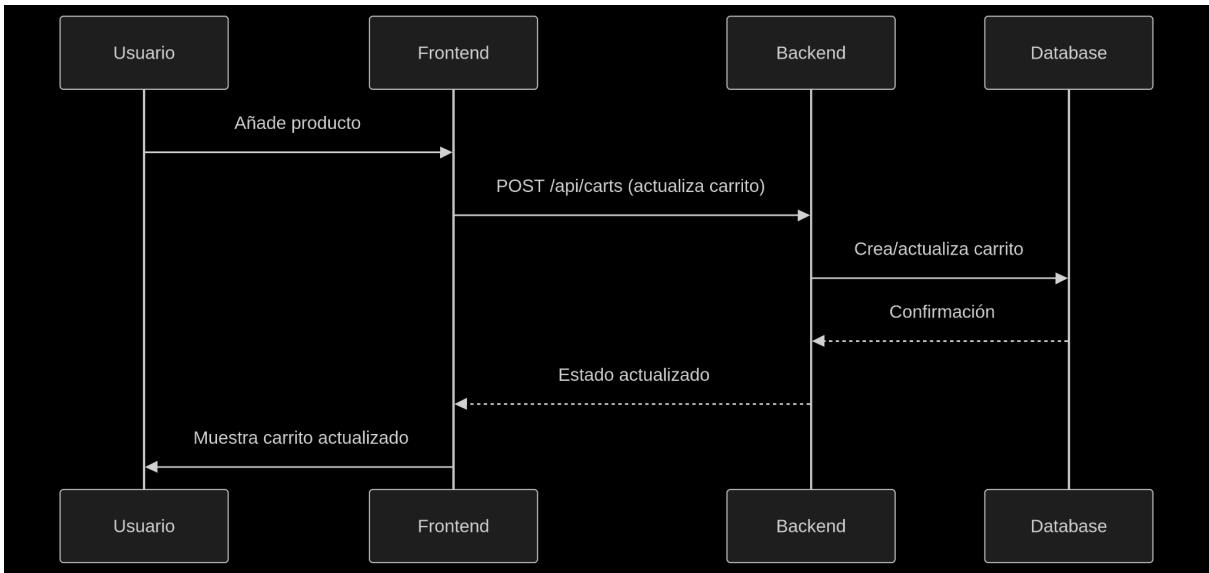 Usuario
Frontend
Backend
Database
Añade producto
POST /api/carts (actualiza carrito)
Crea/actualiza carrito
Confirmación
Estado actualizado
Muestra carrito actualizado
Usuario
Frontend
Backend
Database